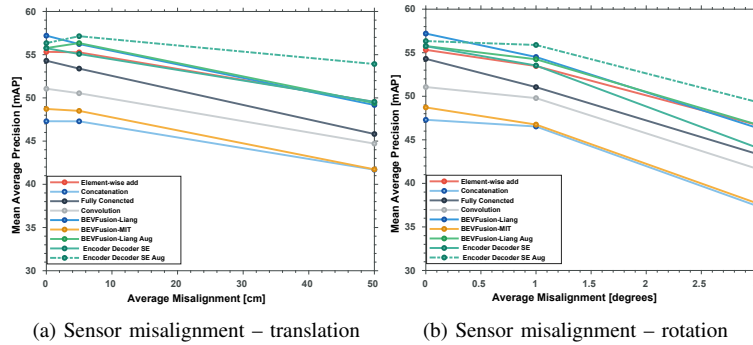 60
55
50
45
40
35
30
Mean Average Precision [mAP]
Element-wise add
Concatenation
Fully Conencted
Convolution
BEVFusion-Liang
BEVFusion-MIT
BEVFusion-Liang Aug
Encoder Decoder SE
Encoder Decoder SE Aug
0 10 20 30 40 50
Average Misalignment [cm]
(a) Sensor misalignment – translation
60
55
50
45
40
35
30
Mean Average Precision [mAP]
Element-wise add
Concatenation
Fully Conencted
Convolution
BEVFusion-Liang
BEVFusion-MIT
BEVFusion-Liang Aug
Encoder Decoder SE
Encoder Decoder SE Aug
0.0 0.5 1.0 1.5 2 2.5
Average Misalignment [degrees]
(b) Sensor misalignment – rotation